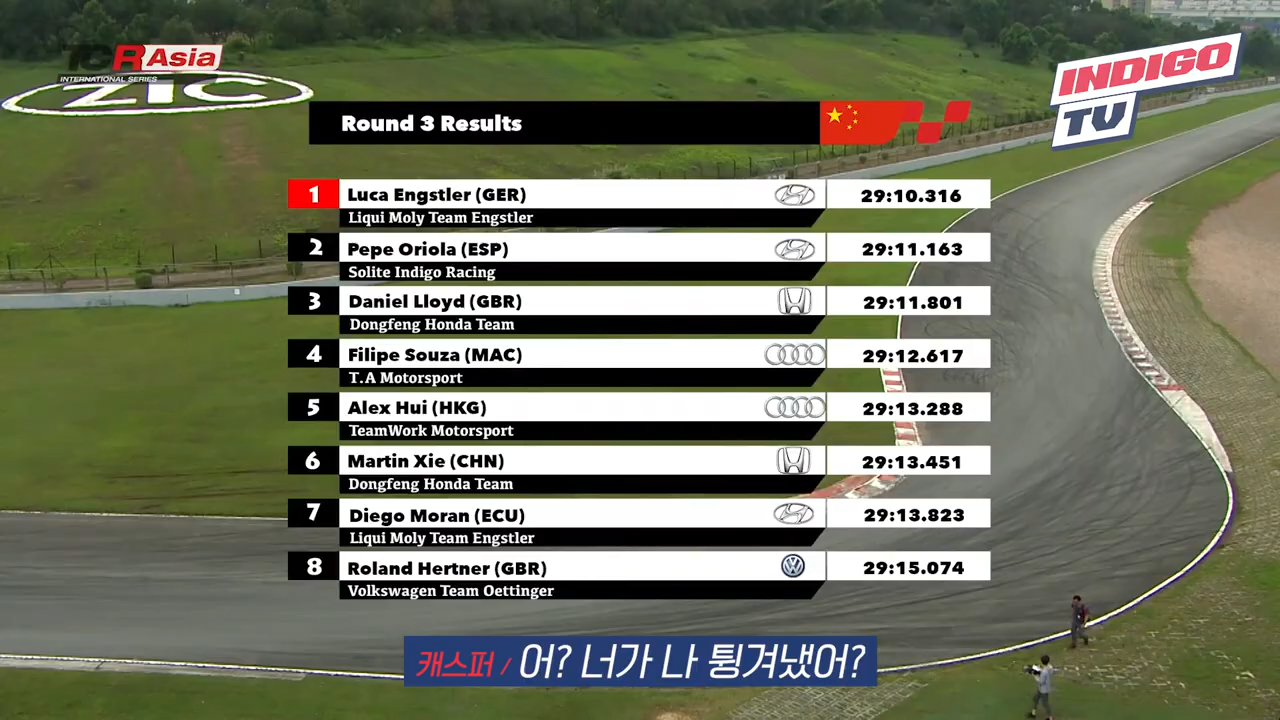 TCR Asia
INTERNATIONAL SERIES
ZIC
INDIGO
TV
Round 3 Results
1 Luca Engstler (GER) 29:10.316
Liqui Moly Team Engstler
2 Pepe Oriola (ESP) 29:11.163
Solite Indigo Racing
3 Daniel Lloyd (GBR) 29:11.801
Dongfeng Honda Team
4 Filipe Souza (MAC) 29:12.617
T.A Motorsport
5 Alex Hui (HKG) 29:13.288
TeamWork Motorsport
6 Martin Xie (CHN) 29:13.451
Dongfeng Honda Team
7 Diego Moran (ECU) 29:13.823
Liqui Moly Team Engstler
8 Roland Hertner (GBR) 29:15.074
Volkswagen Team Oettinger
캐스퍼 / 어? 너가 나 튕겨냈어?